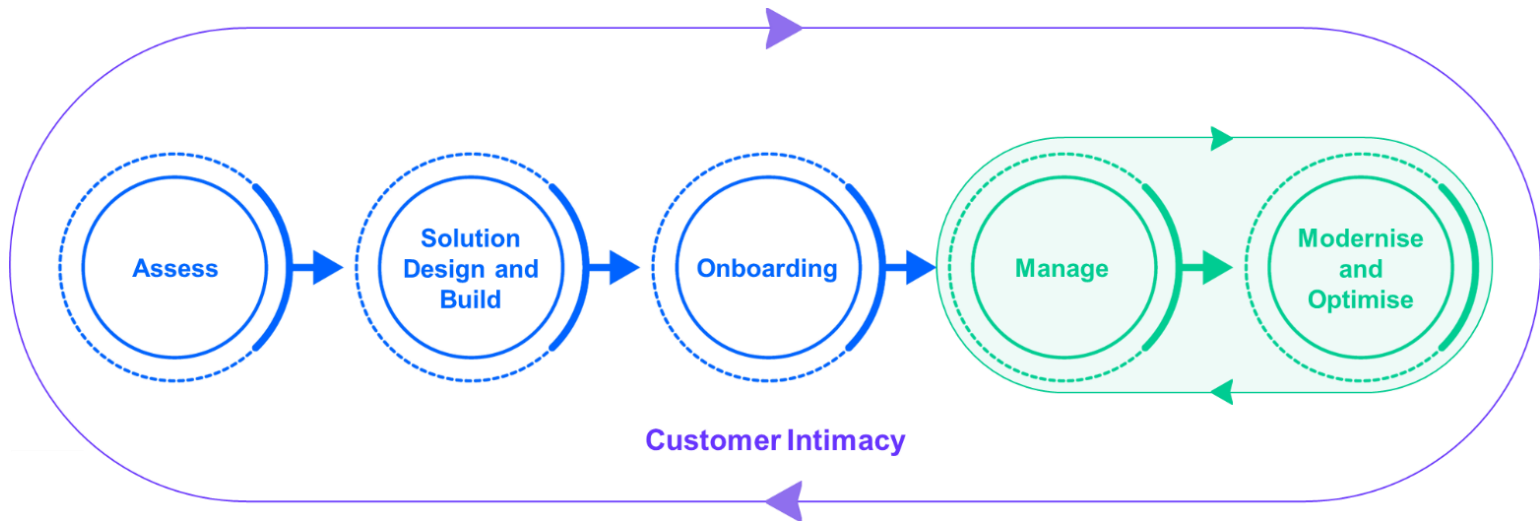 Assess
Solution
Design and
Build
Onboarding
Manage
Modernise
and
Optimise
Customer Intimacy